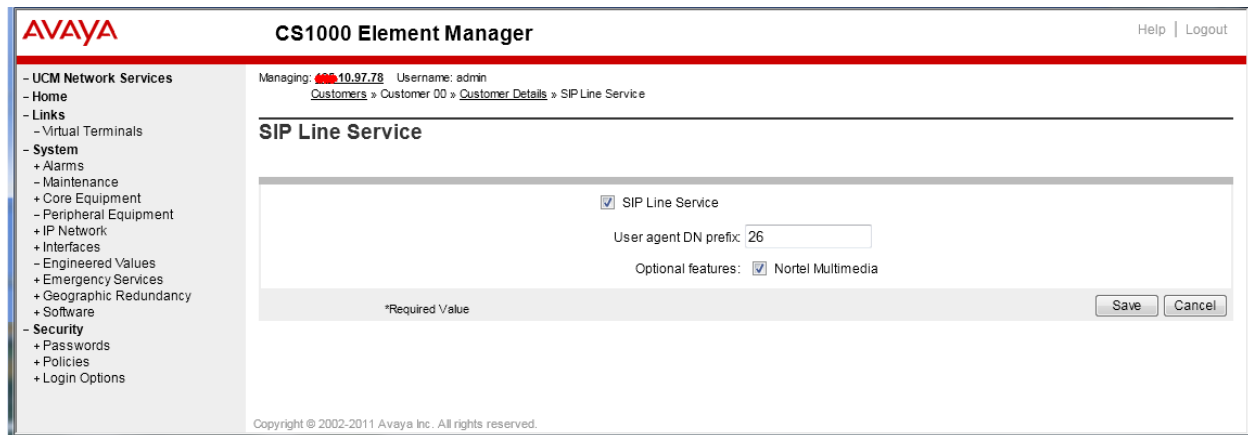 AVAYA
CS1000 Element Manager
Help | Logout
– UCM Network Services
– Home
– Links
– Virtual Terminals
– System
+ Alarms
– Maintenance
+ Core Equipment
– Peripheral Equipment
+ IP Network
+ Interfaces
– Engineered Values
+ Emergency Services
+ Geographic Redundancy
+ Software
– Security
+ Passwords
+ Policies
+ Login Options
Managing: 10.97.78 Username: admin
Customers » Customer 00 » Customer Details » SIP Line Service
SIP Line Service
SIP Line Service
User agent DN prefix: 26
Optional features: Nortel Multimedia
*Required Value
Save
Cancel
Copyright © 2002-2011 Avaya Inc. All rights reserved.